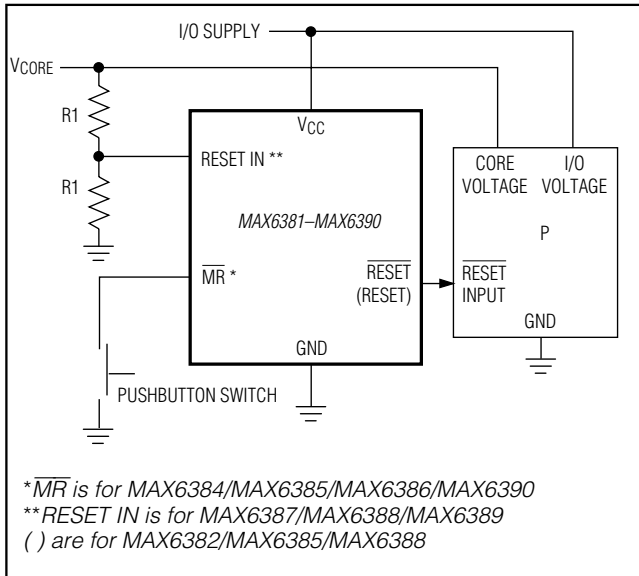 I/O SUPPLY
VCORE
R1
VCC
RESET IN **
CORE VOLTAGE
I/O VOLTAGE
R1
MAX6381–MAX6390
P
MR *
RESET
(RESET)
RESET
INPUT
GND
GND
PUSHBUTTON SWITCH
*MR is for MAX6384/MAX6385/MAX6386/MAX6390
**RESET IN is for MAX6387/MAX6388/MAX6389
( ) are for MAX6382/MAX6385/MAX6388